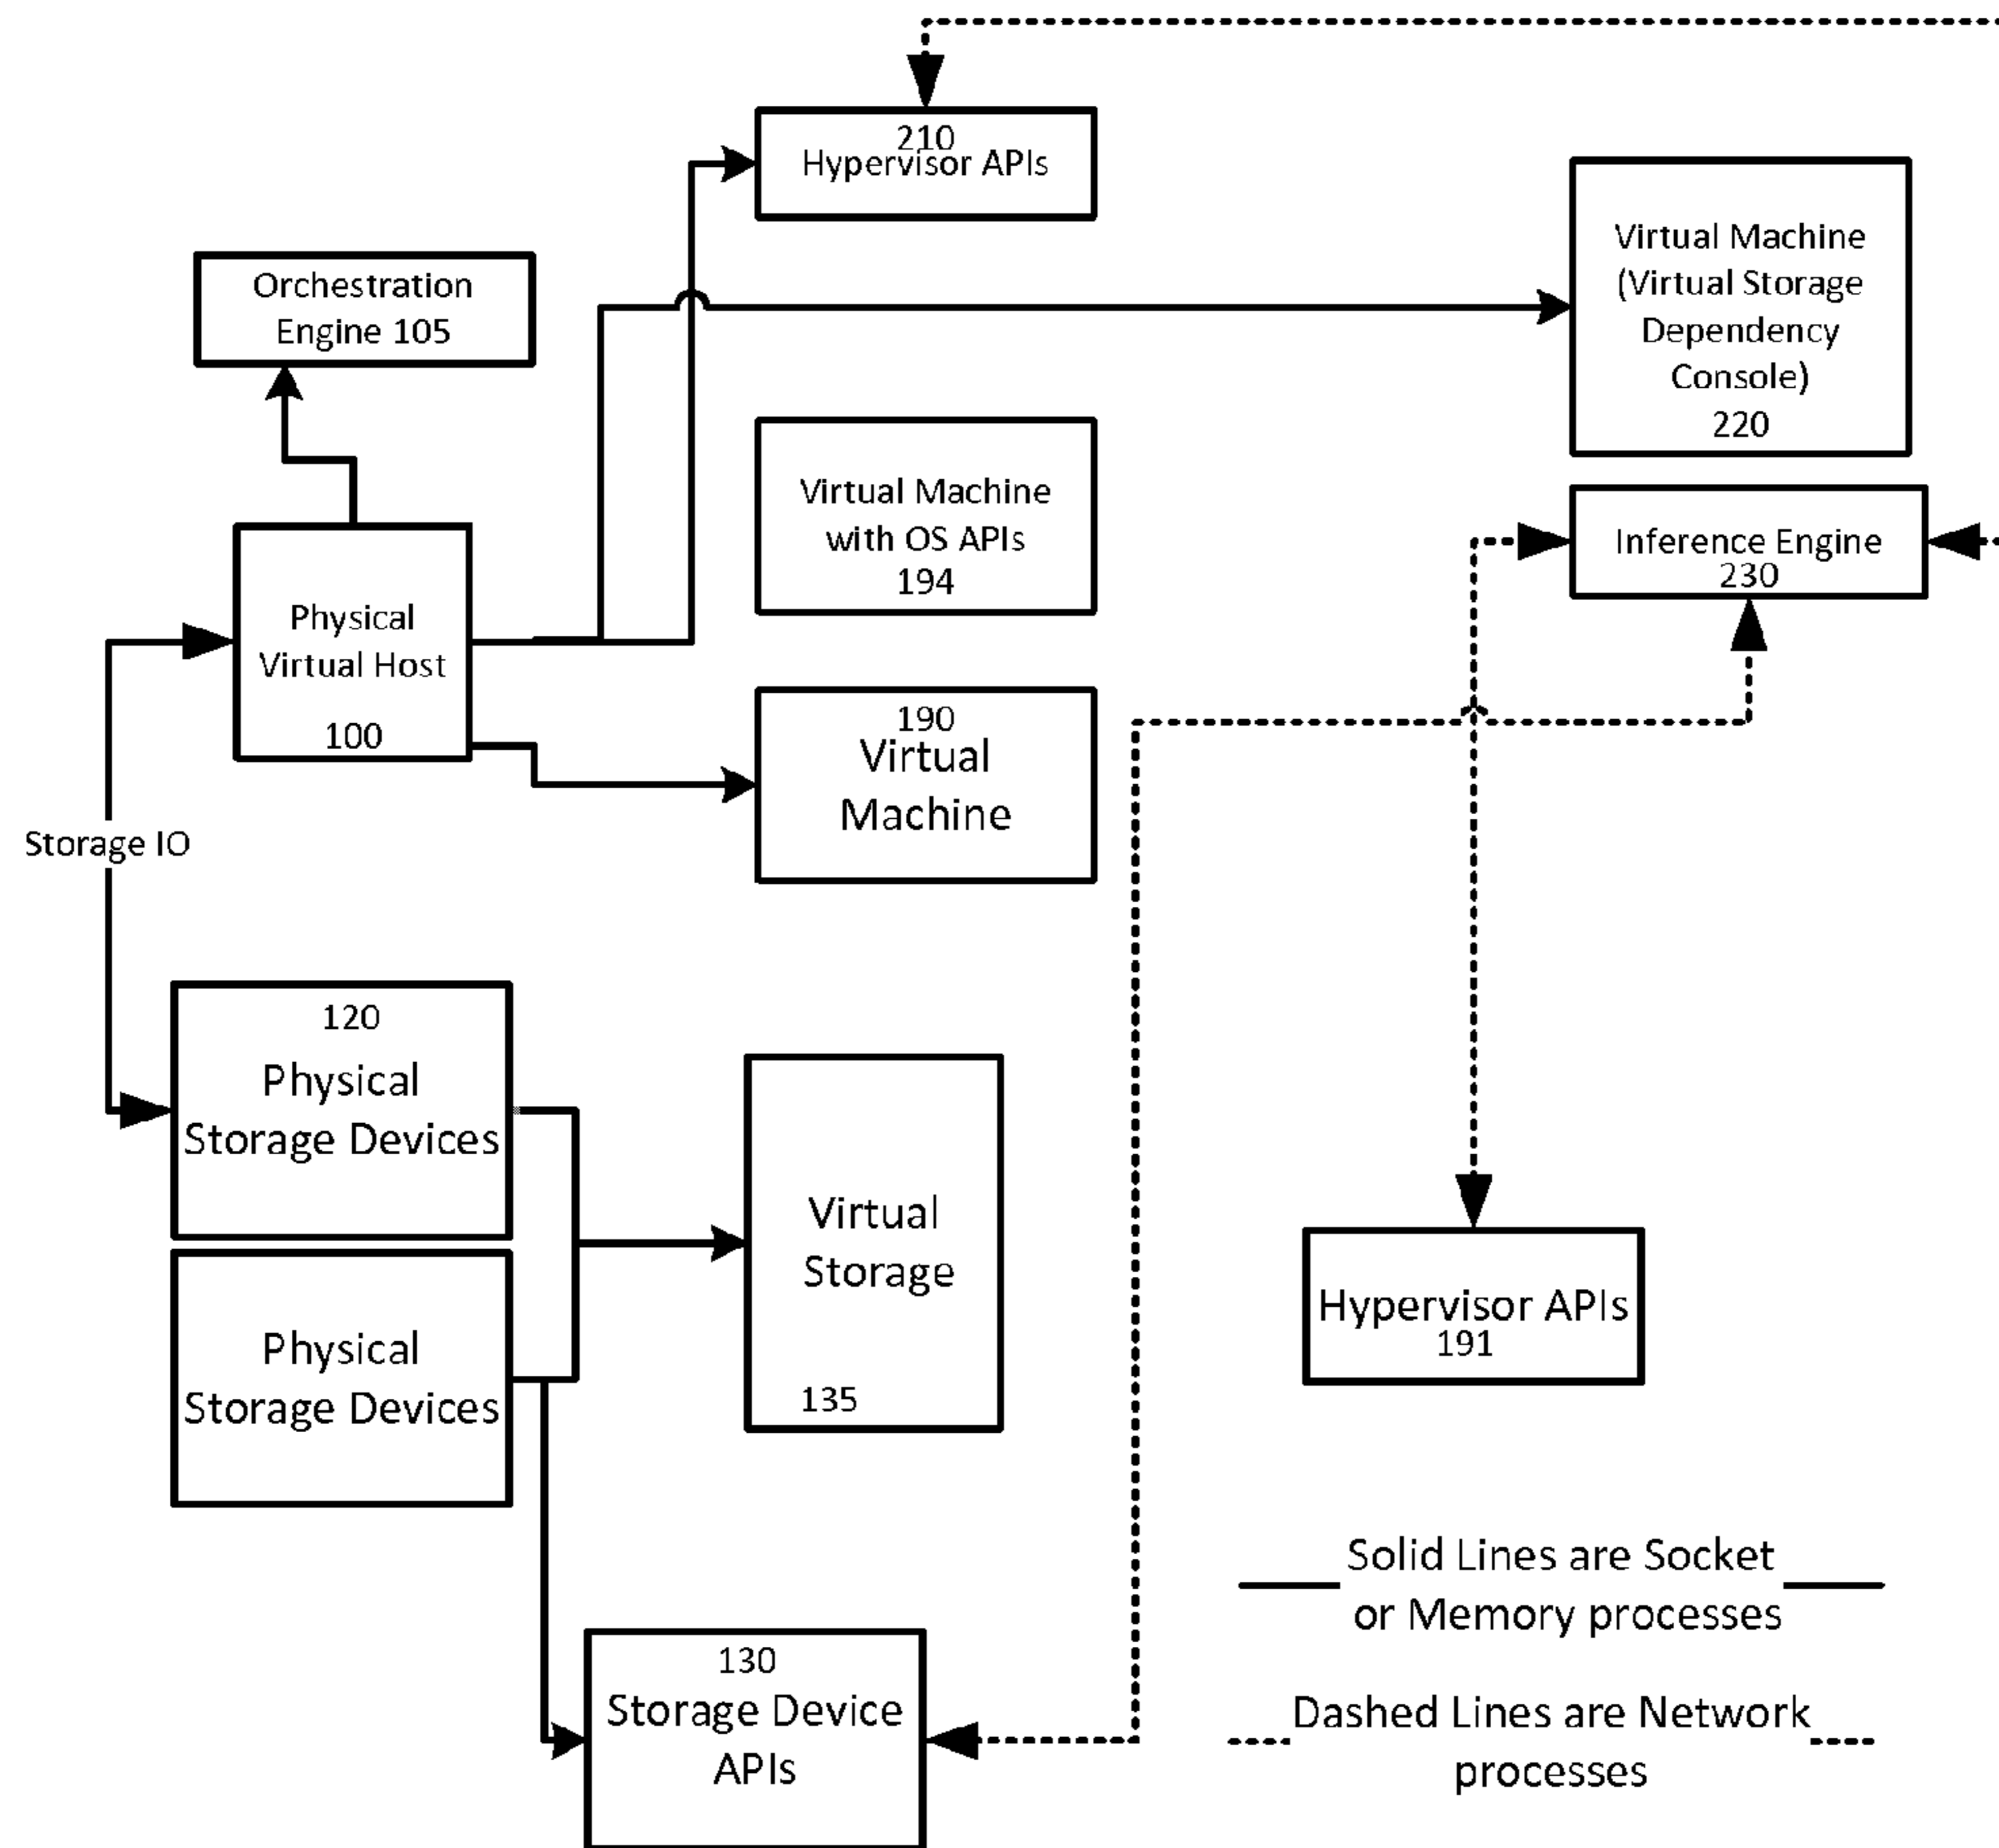 210
Hypervisor APIs
Orchestration
Engine 105
Virtual Machine
(Virtual Storage
Dependency
Console)
220
Virtual Machine
with OS APIs
194
Inference Engine
230
Physical
Virtual Host
100
190
Virtual
Machine
Storage IO
120
Physical
Storage Devices
Virtual
Storage
135
Physical
Storage Devices
Hypervisor APIs
191
130
Storage Device
APIs
Solid Lines are Socket
or Memory processes
Dashed Lines are Network
processes